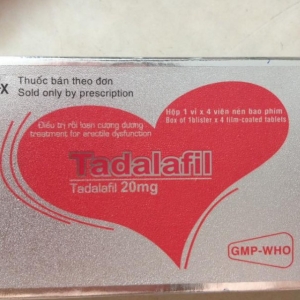 X Thuốc bán theo đơn
Sold only by prescription
Hộp 1 vỉ x 4 viên nén bao phim
Box of 1blister x 4 film-coated tablets
Điều trị rối loạn cương dương
treatment for erectile dysfunction
Tadalafil
Tadalafil 20mg
GMP-WHO